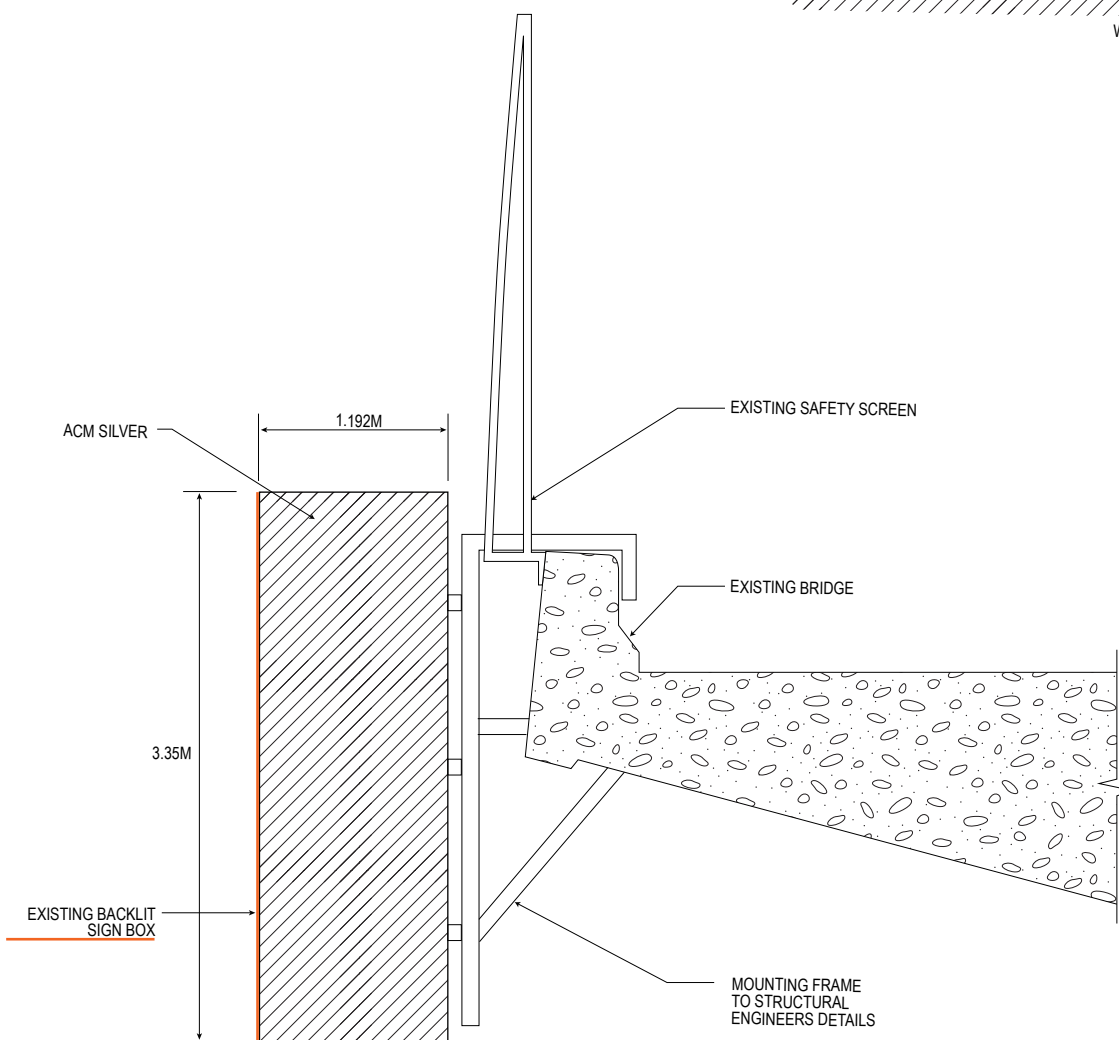 1.192M
ACM SILVER
EXISTING SAFETY SCREEN
EXISTING BRIDGE
3.35M
EXISTING BACKLIT
SIGN BOX
MOUNTING FRAME
TO STRUCTURAL
ENGINEERS DETAILS